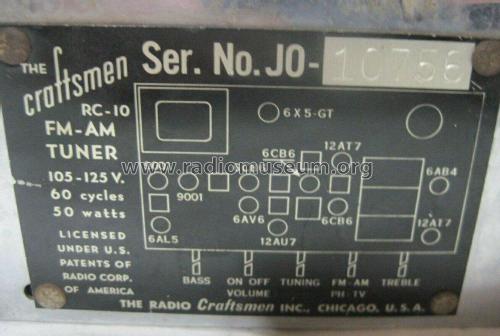 THE Craftsmen
RC-10
FM-AM
TUNER
105-125 V.
60 cycles
50 watts
LICENSED
UNDER U.S.
PATENTS OF
RADIO CORP.
OF AMERICA
Ser. No. JO- 10756
6X5-GT
6CB6
12AT7
6AB4
9001
6AL5
6AV6
12AU7
6CB6
12AT7
BASS
ON OFF
VOLUME
TUNING
FM-AM
PH-TV
TREBLE
THE RADIO Craftsmen INC., CHICAGO, U.S.A.
www.radiomuseum.org